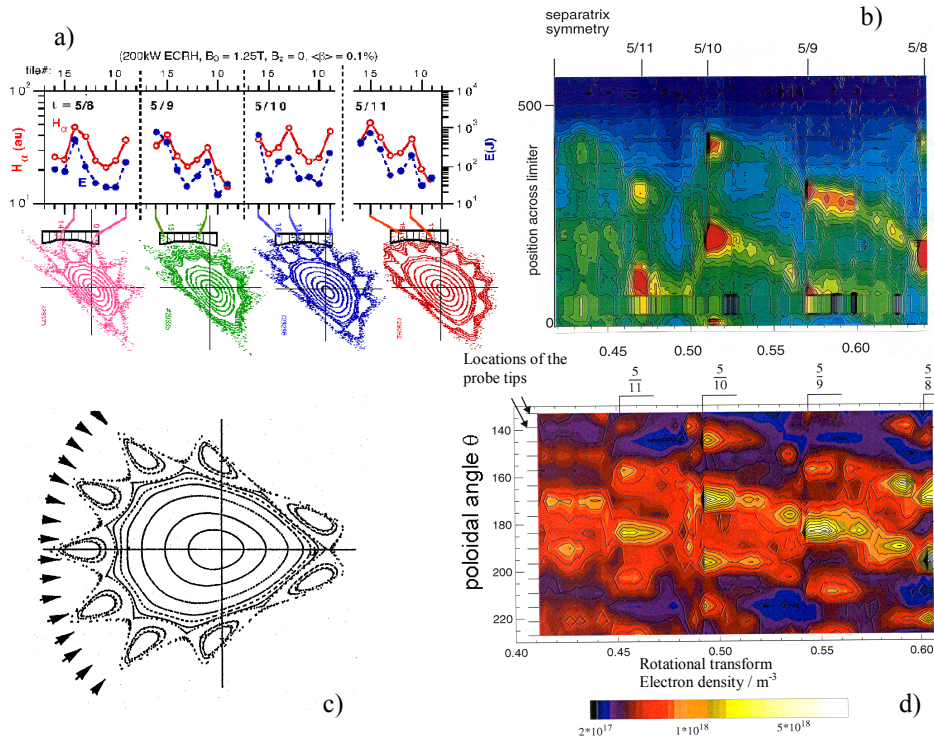 a)
(200kW ECRH, B₀ = 1.25T, B_z = 0, <β> = 0.1%)
tile#:
15 10 15 10 15 10 15 10
10²
ι = 5/8
5/9
5/10
5/11
10⁴
H_α
10³
H_α (au)
E(J)
10²
E
10¹
10¹
separatrix
symmetry
b)
5/11 5/10 5/9 5/8
500
position across limiter
0
0.45 0.50 0.55 0.60
c)
Locations of the
probe tips
5/11 5/10 5/9 5/8
poloidal angle θ
140
160
180
200
220
0.40 0.45 0.50 0.55 0.60
Rotational transform
Electron density / m⁻³
2*10¹⁷ 1*10¹⁸ 5*10¹⁸
d)